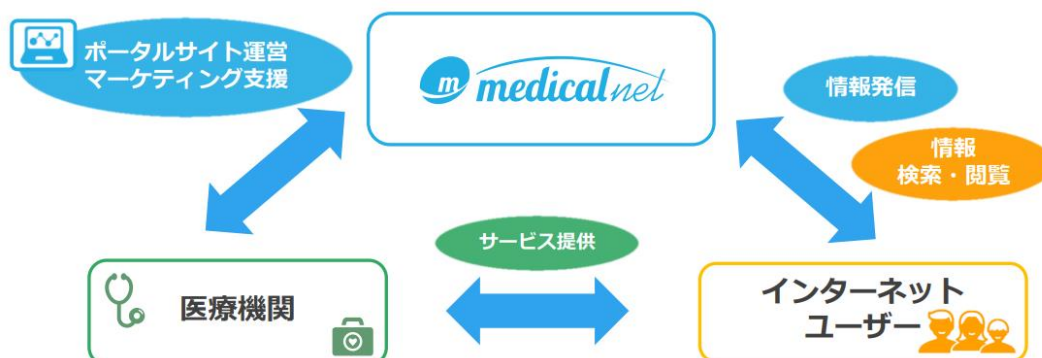 ポータルサイト運営
マーケティング支援
m medicalnet
情報発信
情報
検索・閲覧
サービス提供
医療機関
インターネット
ユーザー